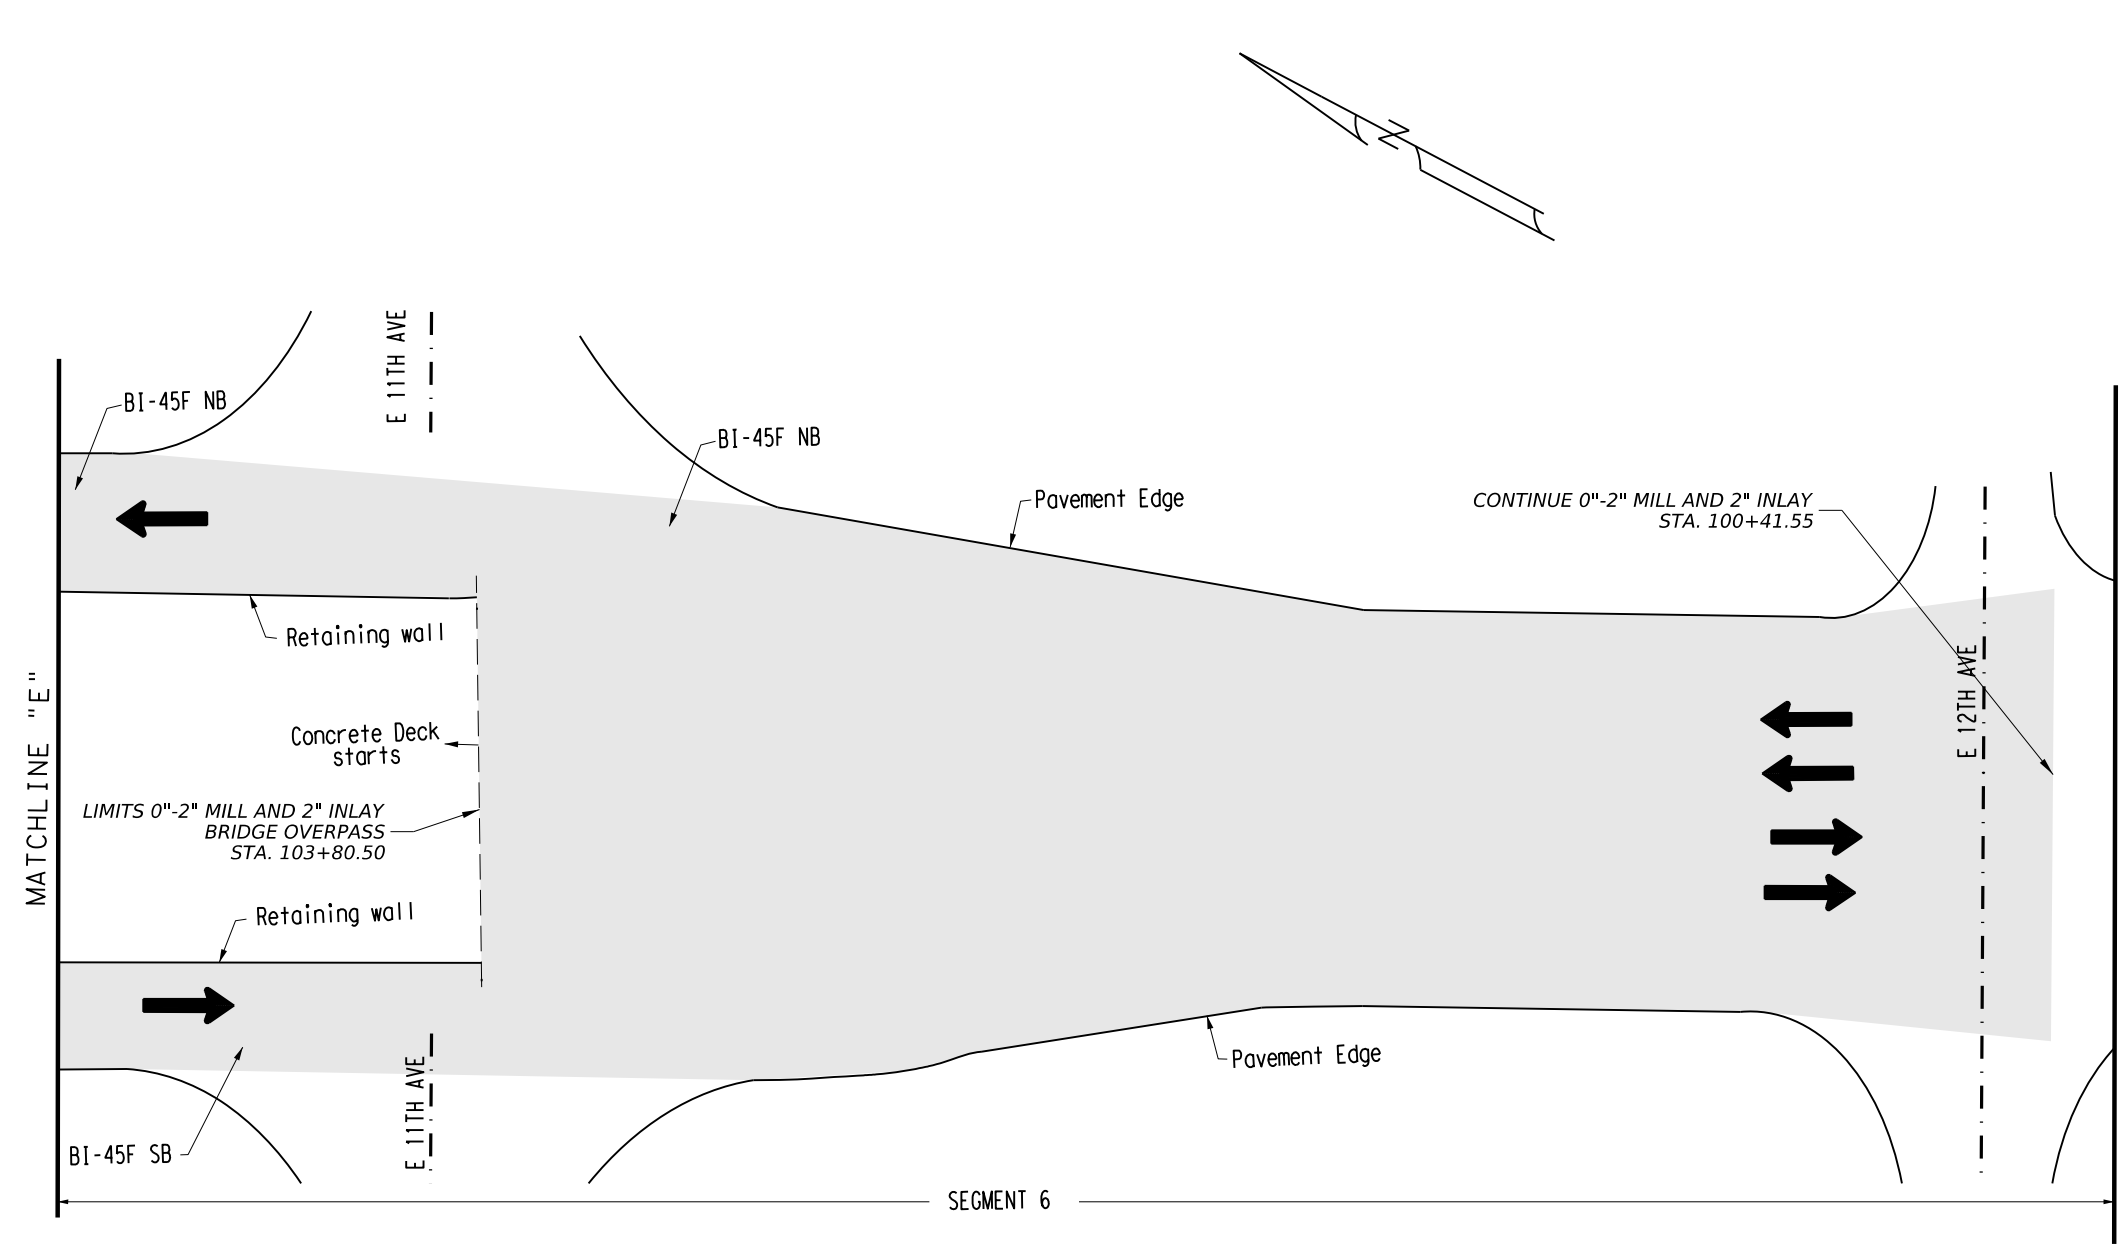 N
E 11TH AVE
BI-45F NB
BI-45F NB
Pavement Edge
CONTINUE 0"-2" MILL AND 2" INLAY
STA. 100+41.55
Retaining wall
E 12TH AVE
MATCHLINE "E"
Concrete Deck
starts
LIMITS 0"-2" MILL AND 2" INLAY
BRIDGE OVERPASS
STA. 103+80.50
Retaining wall
Pavement Edge
E 11TH AVE
BI-45F SB
SEGMENT 6